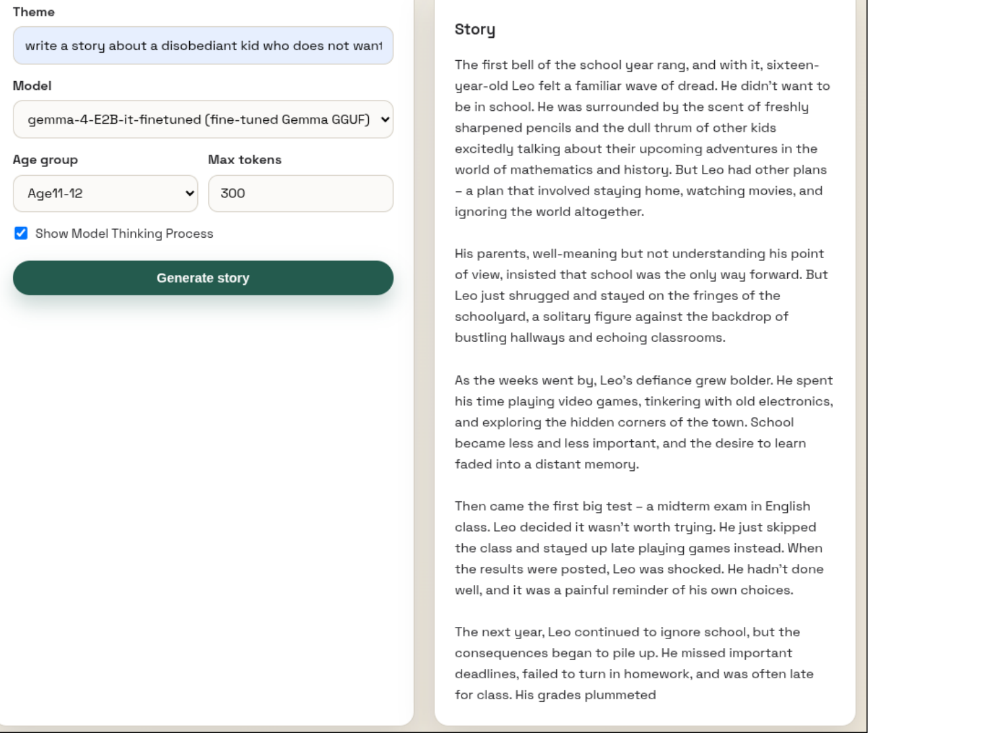 Theme
write a story about a disobediant kid who does not want
Model
gemma-4-E2B-it-finetuned (fine-tuned Gemma GGUF)
Age group
Max tokens
Age11-12
300
Show Model Thinking Process
Generate story
Story
The first bell of the school year rang, and with it, sixteen-
year-old Leo felt a familiar wave of dread. He didn’t want to
be in school. He was surrounded by the scent of freshly
sharpened pencils and the dull thrum of other kids
excitedly talking about their upcoming adventures in the
world of mathematics and history. But Leo had other plans
– a plan that involved staying home, watching movies, and
ignoring the world altogether.
His parents, well-meaning but not understanding his point
of view, insisted that school was the only way forward. But
Leo just shrugged and stayed on the fringes of the
schoolyard, a solitary figure against the backdrop of
bustling hallways and echoing classrooms.
As the weeks went by, Leo’s defiance grew bolder. He spent
his time playing video games, tinkering with old electronics,
and exploring the hidden corners of the town. School
became less and less important, and the desire to learn
faded into a distant memory.
Then came the first big test – a midterm exam in English
class. Leo decided it wasn’t worth trying. He just skipped
the class and stayed up late playing games instead. When
the results were posted, Leo was shocked. He hadn’t done
well, and it was a painful reminder of his own choices.
The next year, Leo continued to ignore school, but the
consequences began to pile up. He missed important
deadlines, failed to turn in homework, and was often late
for class. His grades plummeted